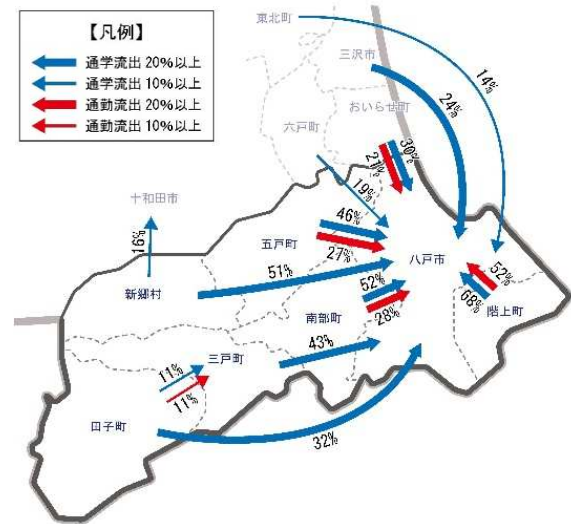 【凡例】
通学流出 20%以上
通学流出 10%以上
通勤流出 20%以上
通勤流出 10%以上
東北町
三沢市
14%
24%
おいらせ町
六戸町
21%
30%
十和田市
19%
16%
46%
五戸町
27%
八戸市
51%
52%
新郷村
52%
68%
階上町
南部町
28%
三戸町
43%
11%
11%
田子町
32%